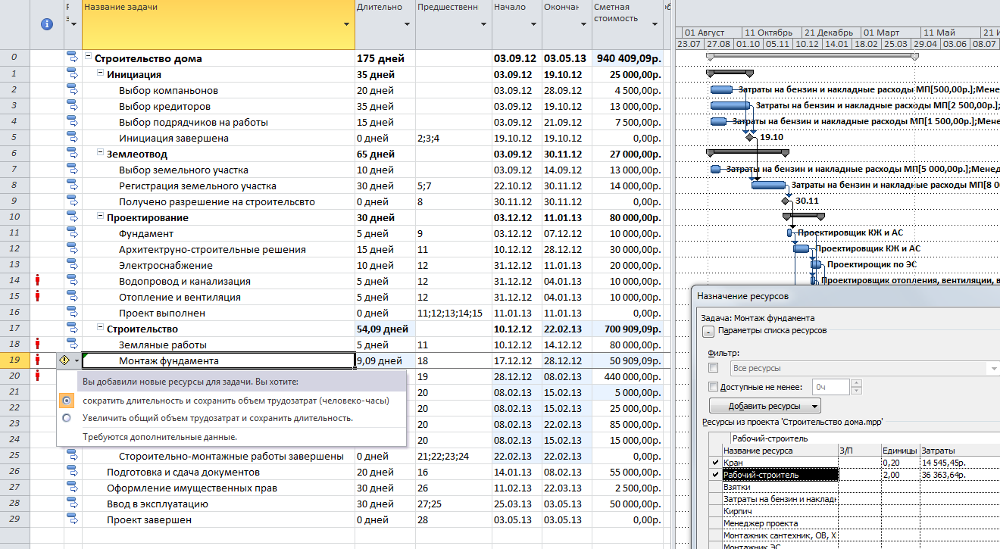 Название задачи Длительно Предшественн Начало Окончан Сметная стоимость
01 Август 11 Октябрь 21 Декабрь 01 Март 11 Май
23.07 27.08 01.10 05.11 10.12 14.01 18.02 25.03 29.04 03.06 08.07
0 Строительство дома 175 дней 03.09.12 03.05.13 940 409,09р.
1 Инициация 35 дней 03.09.12 19.10.12 25 000,00р.
2 Выбор компаньонов 20 дней 03.09.12 28.09.12 4 500,00р. Затраты на бензин и накладные расходы МП[500,00р.];Мене
3 Выбор кредиторов 35 дней 03.09.12 19.10.12 13 000,00р. Затраты на бензин и накладные расходы МП[2 500,00р.];
4 Выбор подрядчиков на работы 15 дней 03.09.12 21.09.12 7 500,00р. Затраты на бензин и накладные расходы МП[1 500,00р.];Мене
5 Инициация завершена 0 дней 2;3;4 19.10.12 19.10.12 0,00р. 19.10
6 Землеотвод 65 дней 03.09.12 30.11.12 27 000,00р.
7 Выбор земельного участка 10 дней 03.09.12 14.09.12 13 000,00р. Затраты на бензин и накладные расходы МП[5 000,00р.];Менед
8 Регистрация земельного участка 30 дней 5;7 22.10.12 30.11.12 14 000,00р. Затраты на бензин и накладные расходы МП[8 0
9 Получено разрешение на строительсвто 0 дней 8 30.11.12 30.11.12 0,00р. 30.11
10 Проектирование 30 дней 03.12.12 11.01.13 80 000,00р.
11 Фундамент 5 дней 9 03.12.12 07.12.12 10 000,00р. Проектировщик КЖ и АС
12 Архитектруно-строительные решения 15 дней 11 10.12.12 28.12.12 30 000,00р. Проектировщик КЖ и АС
13 Электроснабжение 10 дней 12 31.12.12 11.01.13 20 000,00р. Проектирощик по ЭС
14 Водопровод и канализация 5 дней 12 31.12.12 04.01.13 10 000,00р. Проектировщик отопления, вентиляции, в
15 Отопление и вентиляция 5 дней 12 31.12.12 04.01.13 10 000,00р.
16 Проект выполнен 0 дней 11;12;13;14;15 11.01.13 11.01.13 0,00р.
17 Строительство 54,09 дней 10.12.12 22.02.13 700 909,09р.
18 Земляные работы 5 дней 11 10.12.12 14.12.12 80 000,00р.
19 Монтаж фундамента 9,09 дней 18 17.12.12 28.12.12 50 909,09р.
20 19 28.12.12 08.02.13 440 000,00р.
21 20 08.02.13 15.02.13 5 000,00р.
22 20 08.02.13 15.02.13 25 000,00р.
23 20 08.02.13 22.02.13 85 000,00р.
24 20 08.02.13 15.02.13 15 000,00р.
25 Стороительно-монтажные работы завершены 0 дней 21;22;23;24 22.02.13 22.02.13 0,00р.
26 Подготовка и сдача документов 20 дней 16 14.01.13 08.02.13 55 000,00р.
27 Оформление имущественных прав 30 дней 26 11.02.13 22.03.13 2 500,00р.
28 Ввод в эксплуатацию 30 дней 27;25 25.03.13 03.05.13 50 000,00р.
29 Проект завершен 0 дней 28 03.05.13 03.05.13 0,00р.
Вы добавили новые ресурсы для задачи. Вы хотите:
сократить длительность и сохранить объем трудозатрат (человеко-часы)
Увеличить общий объем трудозатрат и сохранить длительность.
Требуются дополнительные данные.
Назначение ресурсов
Задача: Монтаж фундамента
Параметры списка ресурсов
Фильтр:
Все ресурсы
Доступные не менее: 0ч
Добавить ресурсы
Ресурсы из проекта 'Строительство дома.mpp'
Рабочий-строитель
Название ресурса З/П Единицы Затраты
Кран 0,20 14 545,45р.
Рабочий-строитель 2,00 36 363,64р.
Взятки
Затраты на бензин и наклад
Кирпич
Менеджер проекта
Монтажник сантехник, ОВ, Х
Монтажник ЭС